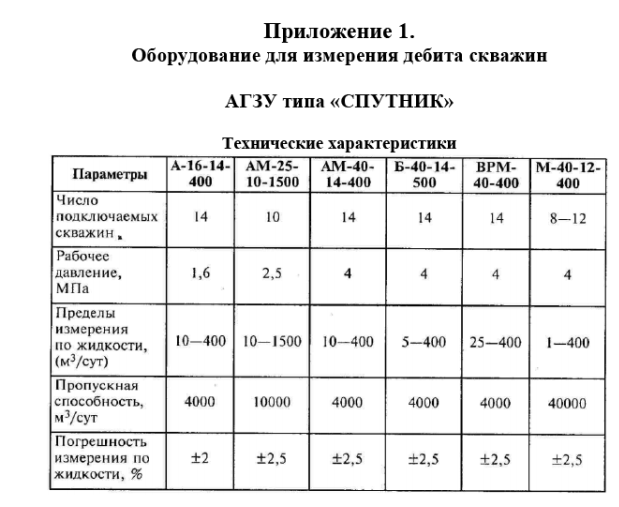 Приложение 1.
Оборудование для измерения дебита скважин
АГЗУ типа «СПУТНИК»
Технические характеристики
Параметры А-16-14-400 АМ-25-10-1500 АМ-40-14-400 Б-40-14-500 ВРМ-40-400 М-40-12-400
Число подключаемых скважин 14 10 14 14 14 8—12
Рабочее давление, МПа 1,6 2,5 4 4 4 4
Пределы измерения по жидкости, (м³/сут) 10—400 10—1500 10—400 5—400 25—400 1—400
Пропускная способность, м³/сут 4000 10000 4000 4000 4000 40000
Погрешность измерения по жидкости, % ±2 ±2,5 ±2,5 ±2,5 ±2,5 ±2,5